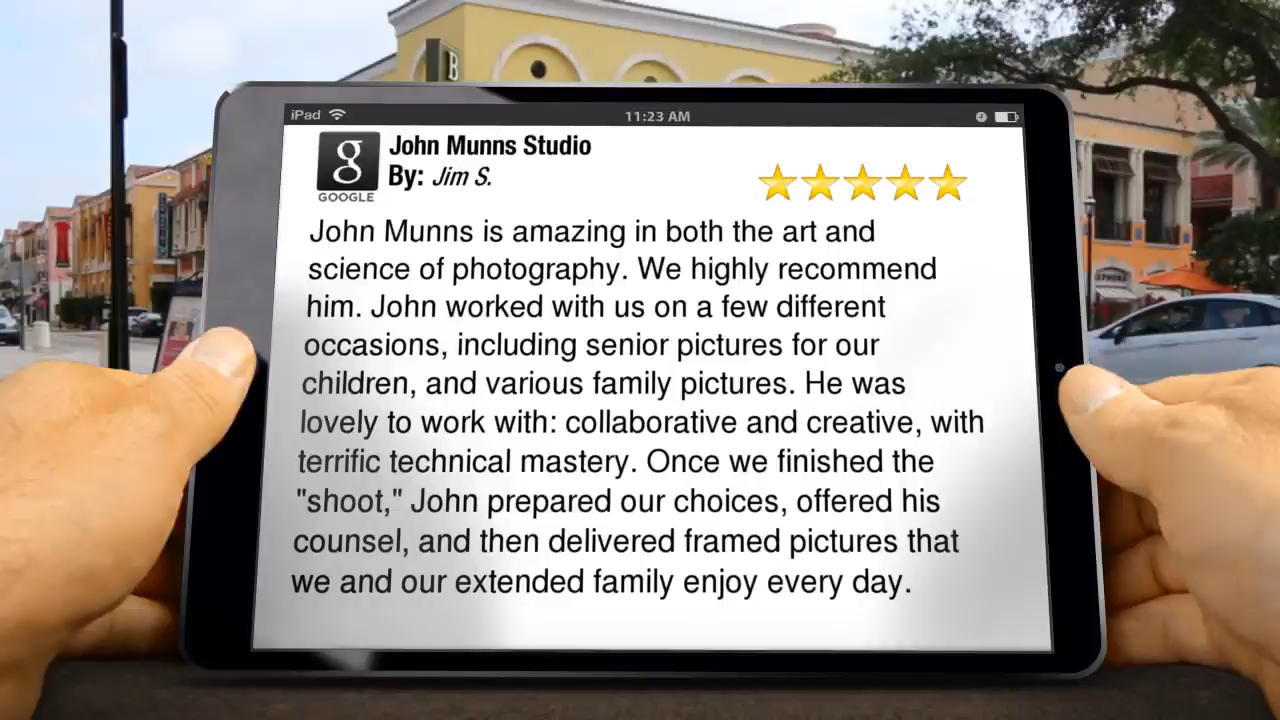 B
iPad
11:23 AM
g
GOOGLE
John Munns Studio
By: Jim S.
John Munns is amazing in both the art and
science of photography. We highly recommend
him. John worked with us on a few different
occasions, including senior pictures for our
children, and various family pictures. He was
lovely to work with: collaborative and creative, with
terrific technical mastery. Once we finished the
"shoot," John prepared our choices, offered his
counsel, and then delivered framed pictures that
we and our extended family enjoy every day.
SEPHORA